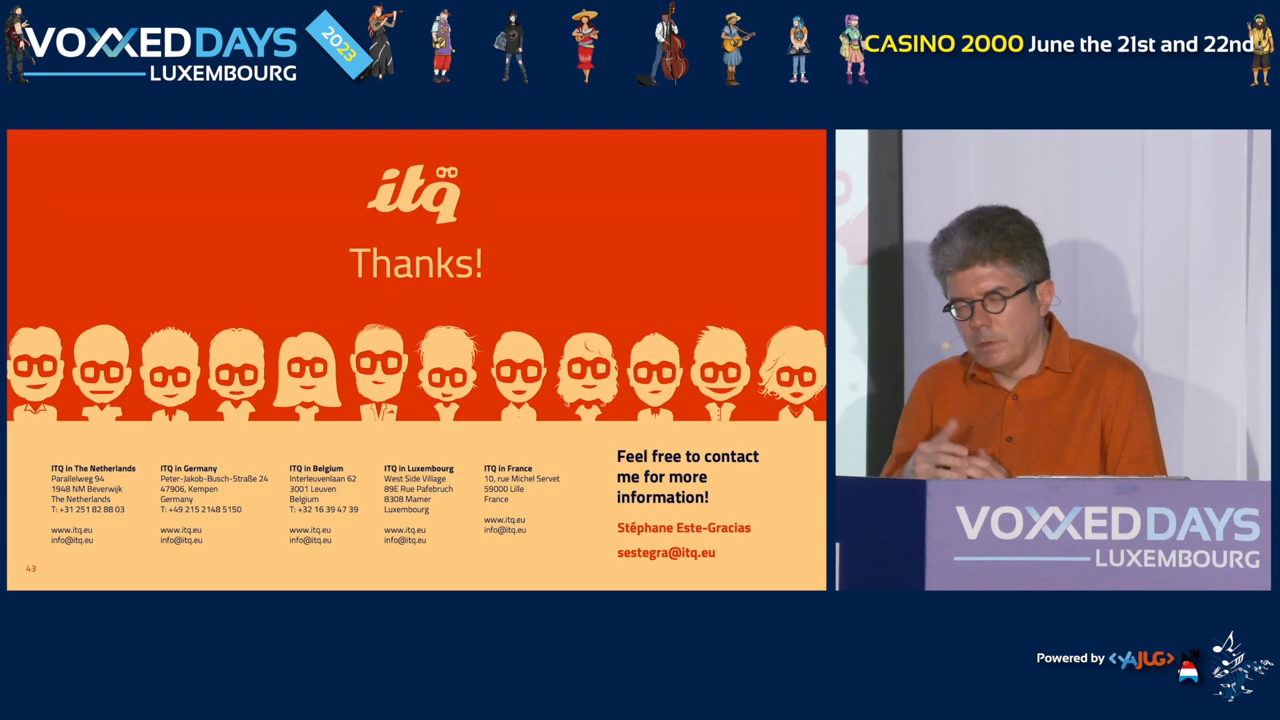 VOXXED DAYS
LUXEMBOURG
2023
CASINO 2000 June the 21st and 22nd
itq
Thanks!
ITQ in The Netherlands
Parallelweg 94
1948 NM Beverwijk
The Netherlands
T: +31 251 82 88 03
www.itq.eu
info@itq.eu
ITQ in Germany
Peter-Jakob-Busch-Straße 24
47906, Kempen
Germany
T: +49 215 2148 5150
www.itq.eu
info@itq.eu
ITQ in Belgium
Interleuvenlaan 62
3001 Leuven
Belgium
T: +32 16 39 47 39
www.itq.eu
info@itq.eu
ITQ in Luxembourg
West Side Village
89E Rue Pafebruch
8308 Mamer
Luxembourg
www.itq.eu
info@itq.eu
ITQ in France
10, rue Michel Servet
59000 Lille
France
www.itq.eu
info@itq.eu
Feel free to contact
me for more
information!
Stéphane Este-Gracias
sestegra@itq.eu
43
VOXXED DAYS
LUXEMBOURG
Powered by <YAJUG>